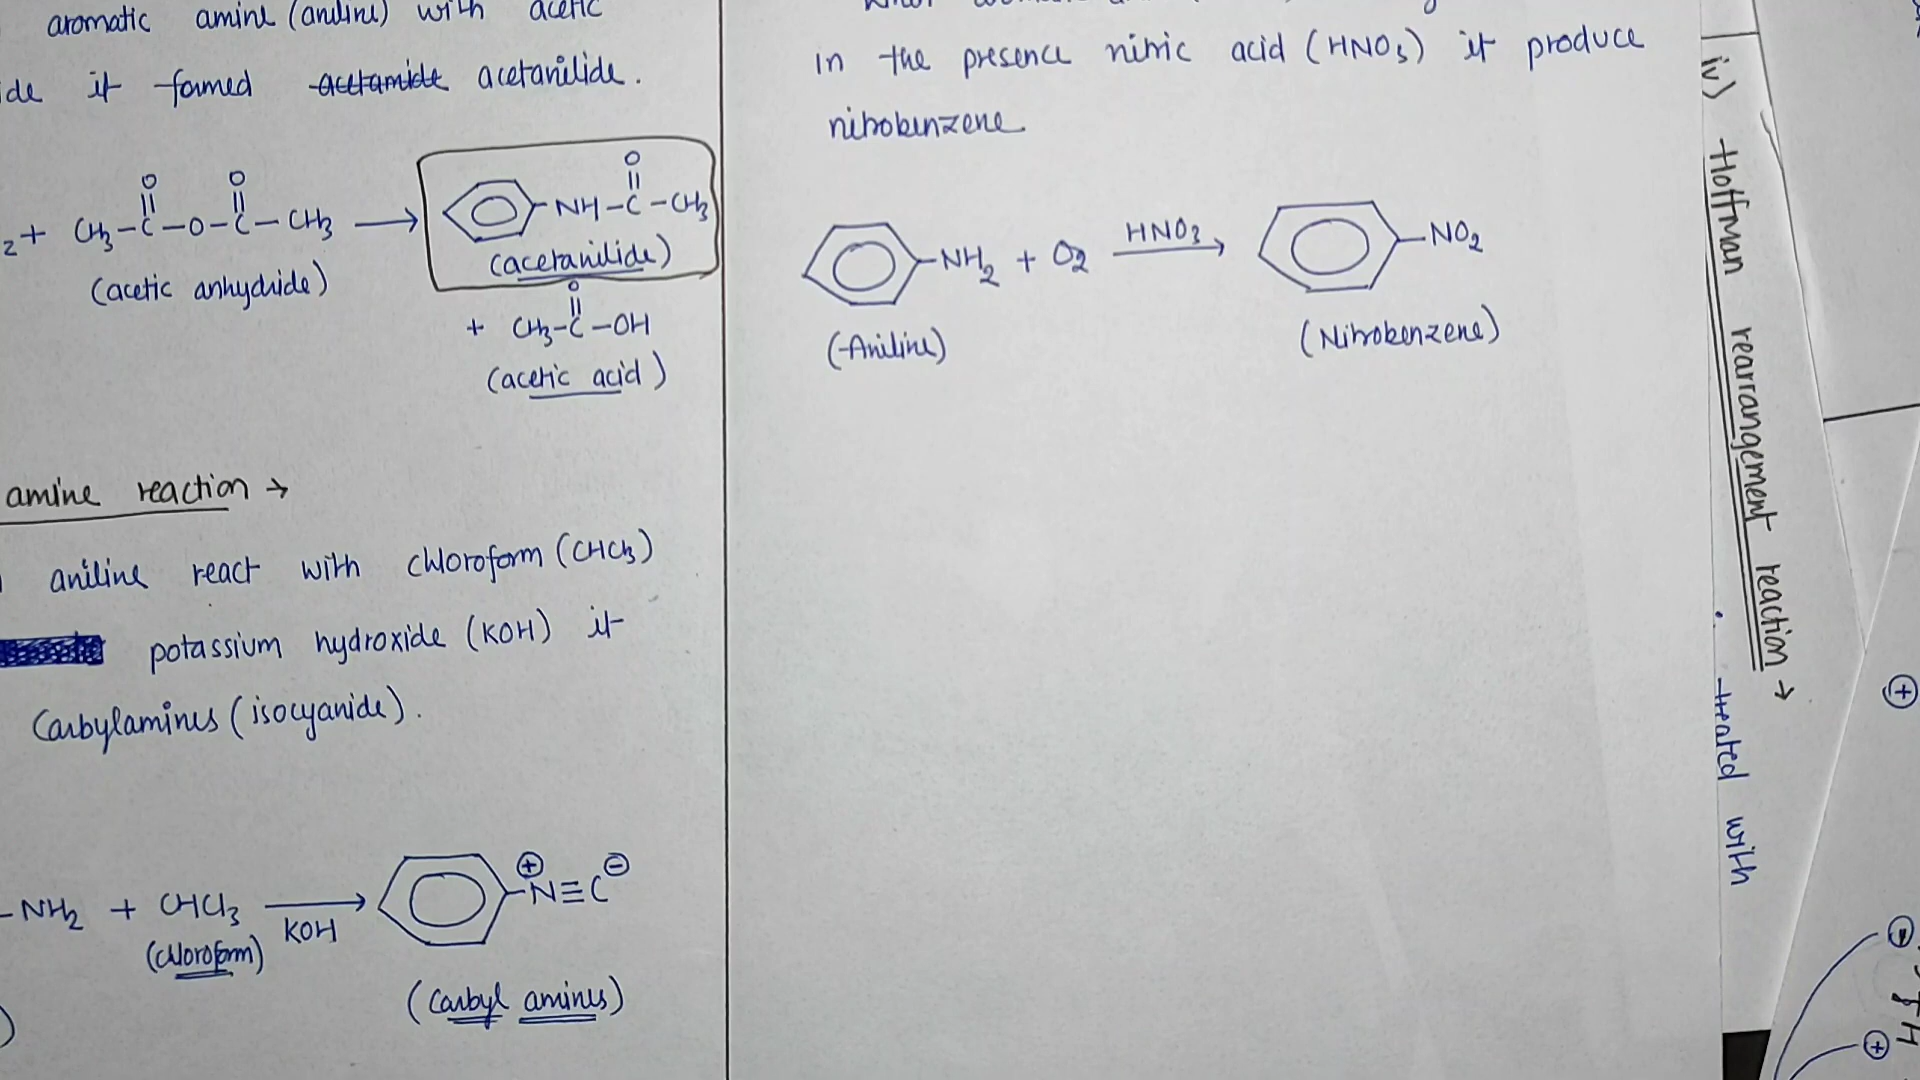 aromatic amine (aniline) with acetic
ide it formed acetamide acetanilide.
O O O
2 + CH3-C-O-C-CH3 → -NH-C-CH3
(acetic anhydride) (acetanilide)
+ CH3-C-OH
O
(acetic acid)
amine reaction →
aniline react with chloroform (CHCl3)
potassium hydroxide (KOH) it
Carbylamines (isocyanide).
-NH2 + CHCl3 → -N≡C
KOH
⊕ ⊖
(chloroform)
(Carbyl amines)
in the presence nitric acid (HNO3) it produce
nitrobenzene
-NH2 + O2 HNO3 → -NO2
(Aniline) (Nitrobenzene)
iv) Hoffman rearrangement reaction →
treated with
⊕
⊖
⊕